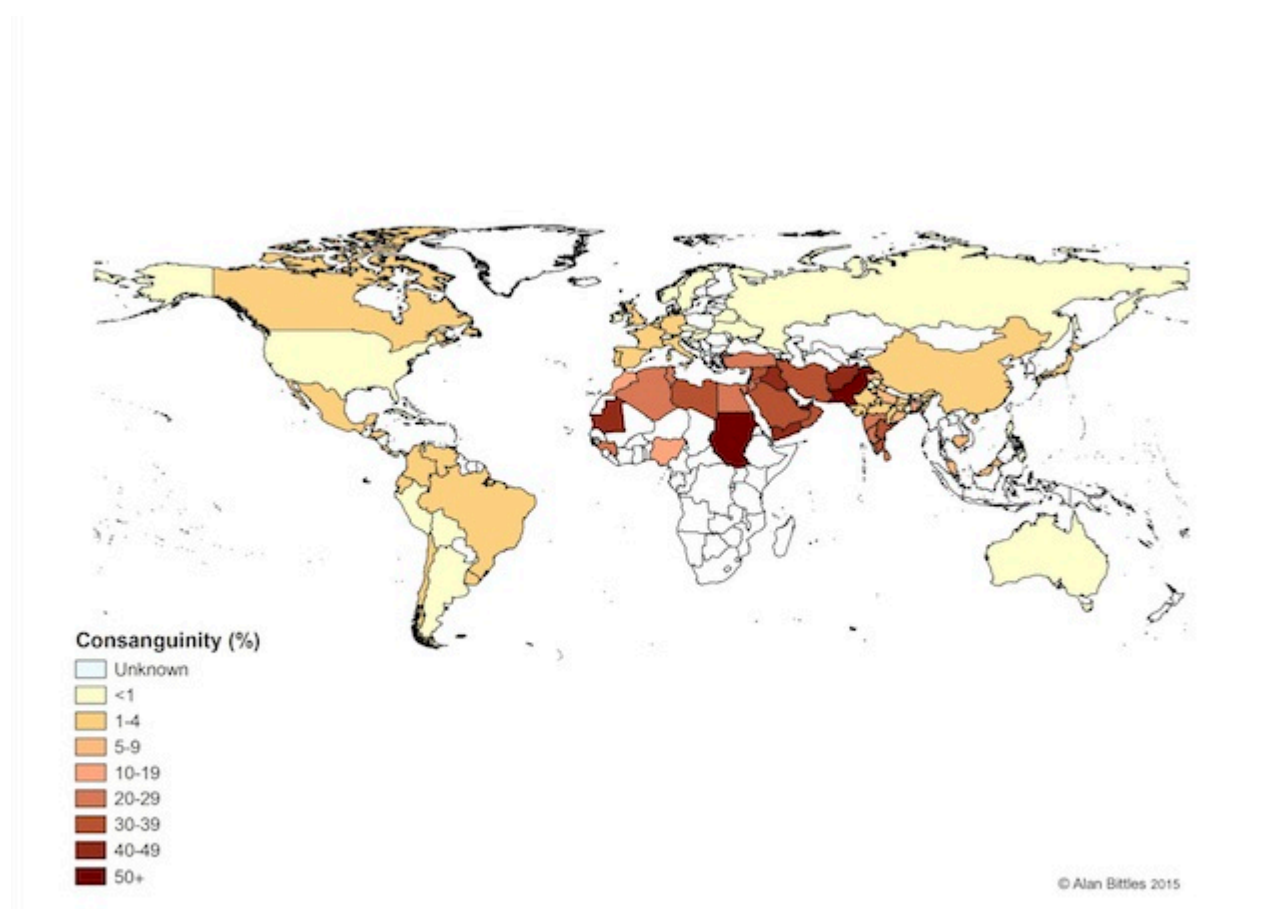 Consanguinity (%)
Unknown
<1
1-4
5-9
10-19
20-29
30-39
40-49
50+
© Alan Bittles 2015